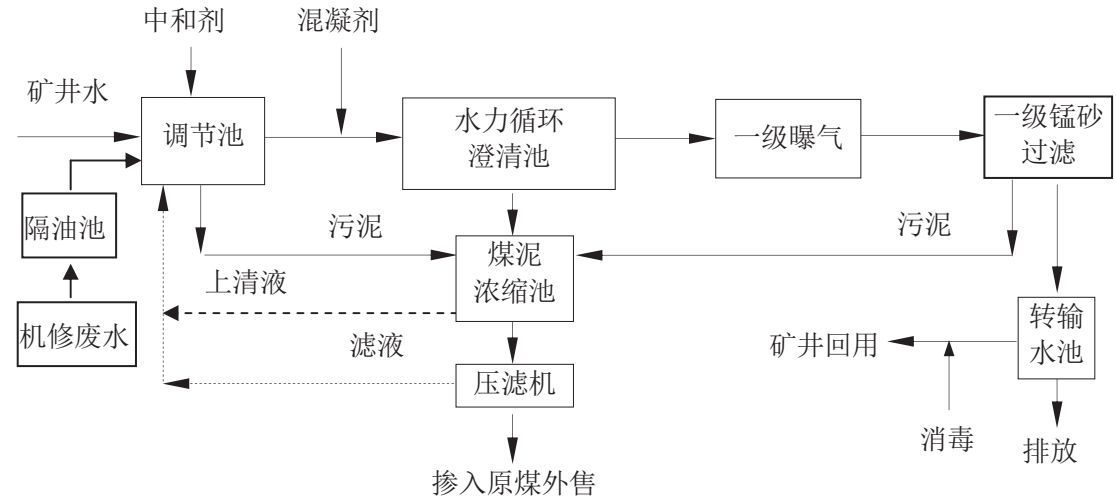 中和剂
混凝剂
矿井水
调节池
水力循环
澄清池
一级曝气
一级锰砂
过滤
隔油池
污泥
污泥
煤泥
浓缩池
上清液
机修废水
滤液
矿井回用
转输
水池
压滤机
消毒
排放
掺入原煤外售